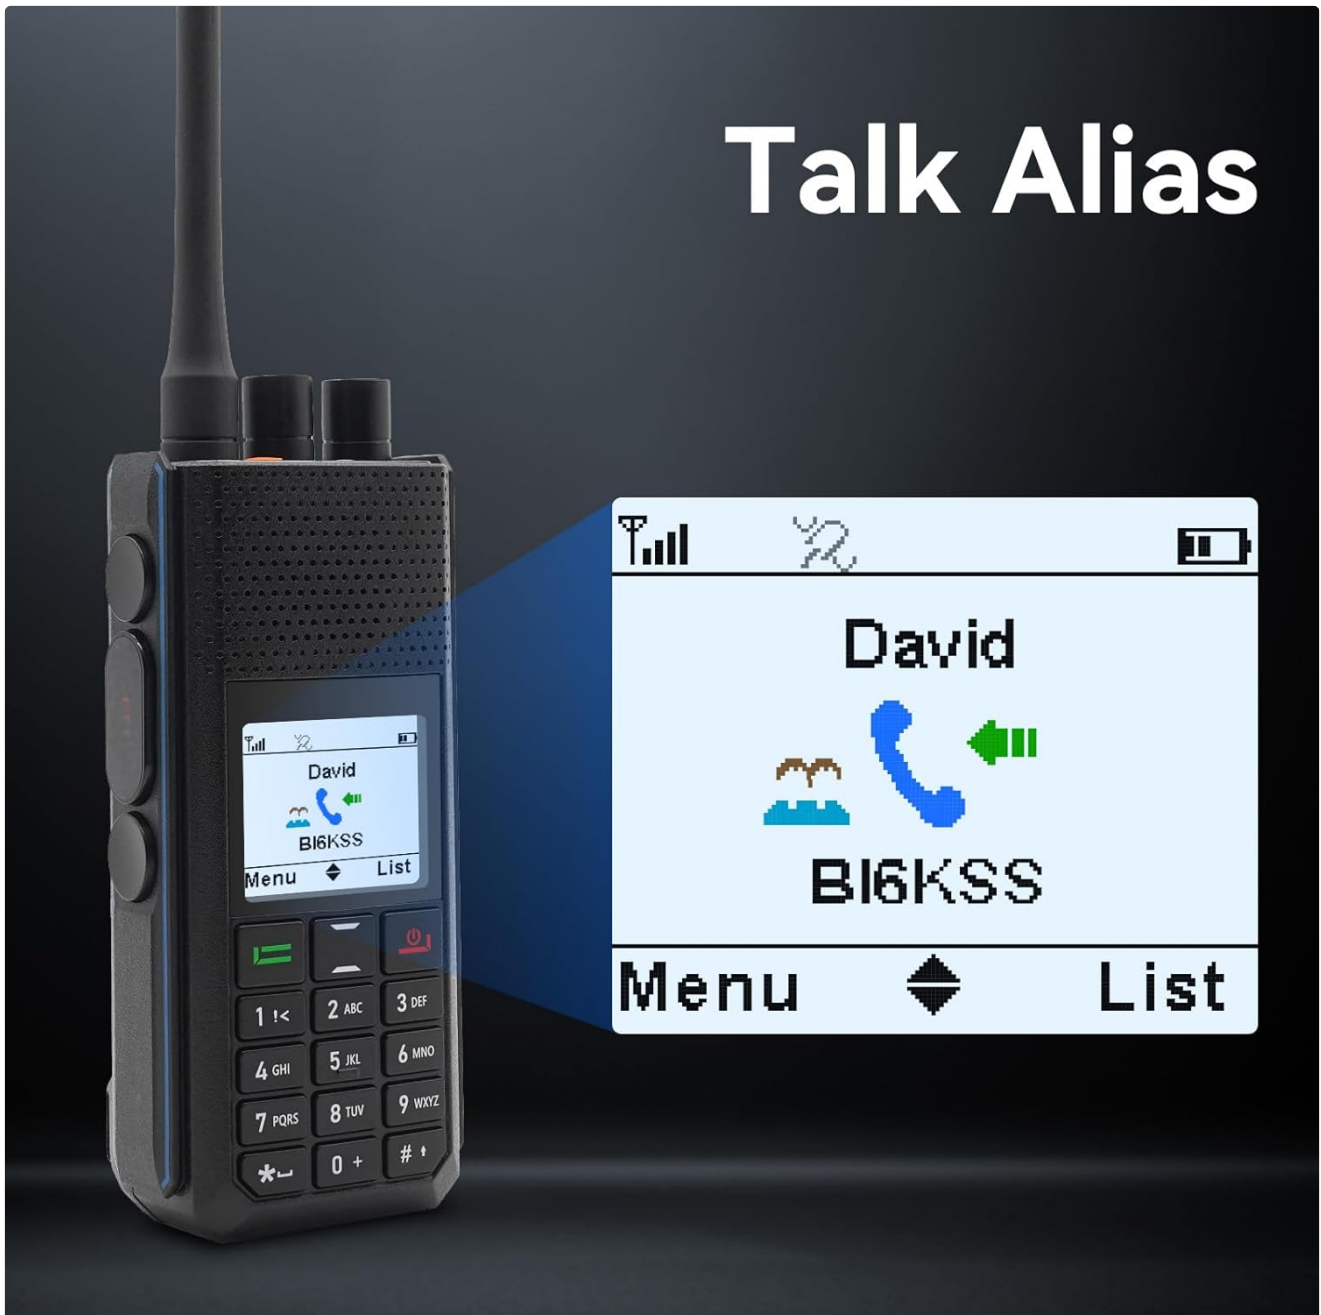 Talk Alias
David
BI6KSS
Menu List
David
BI6KSS
Menu List
1 !<
2 ABC
3 DEF
4 GHI
5 JKL
6 MNO
7 PQRS
8 TUV
9 WXYZ
*
0 +
#